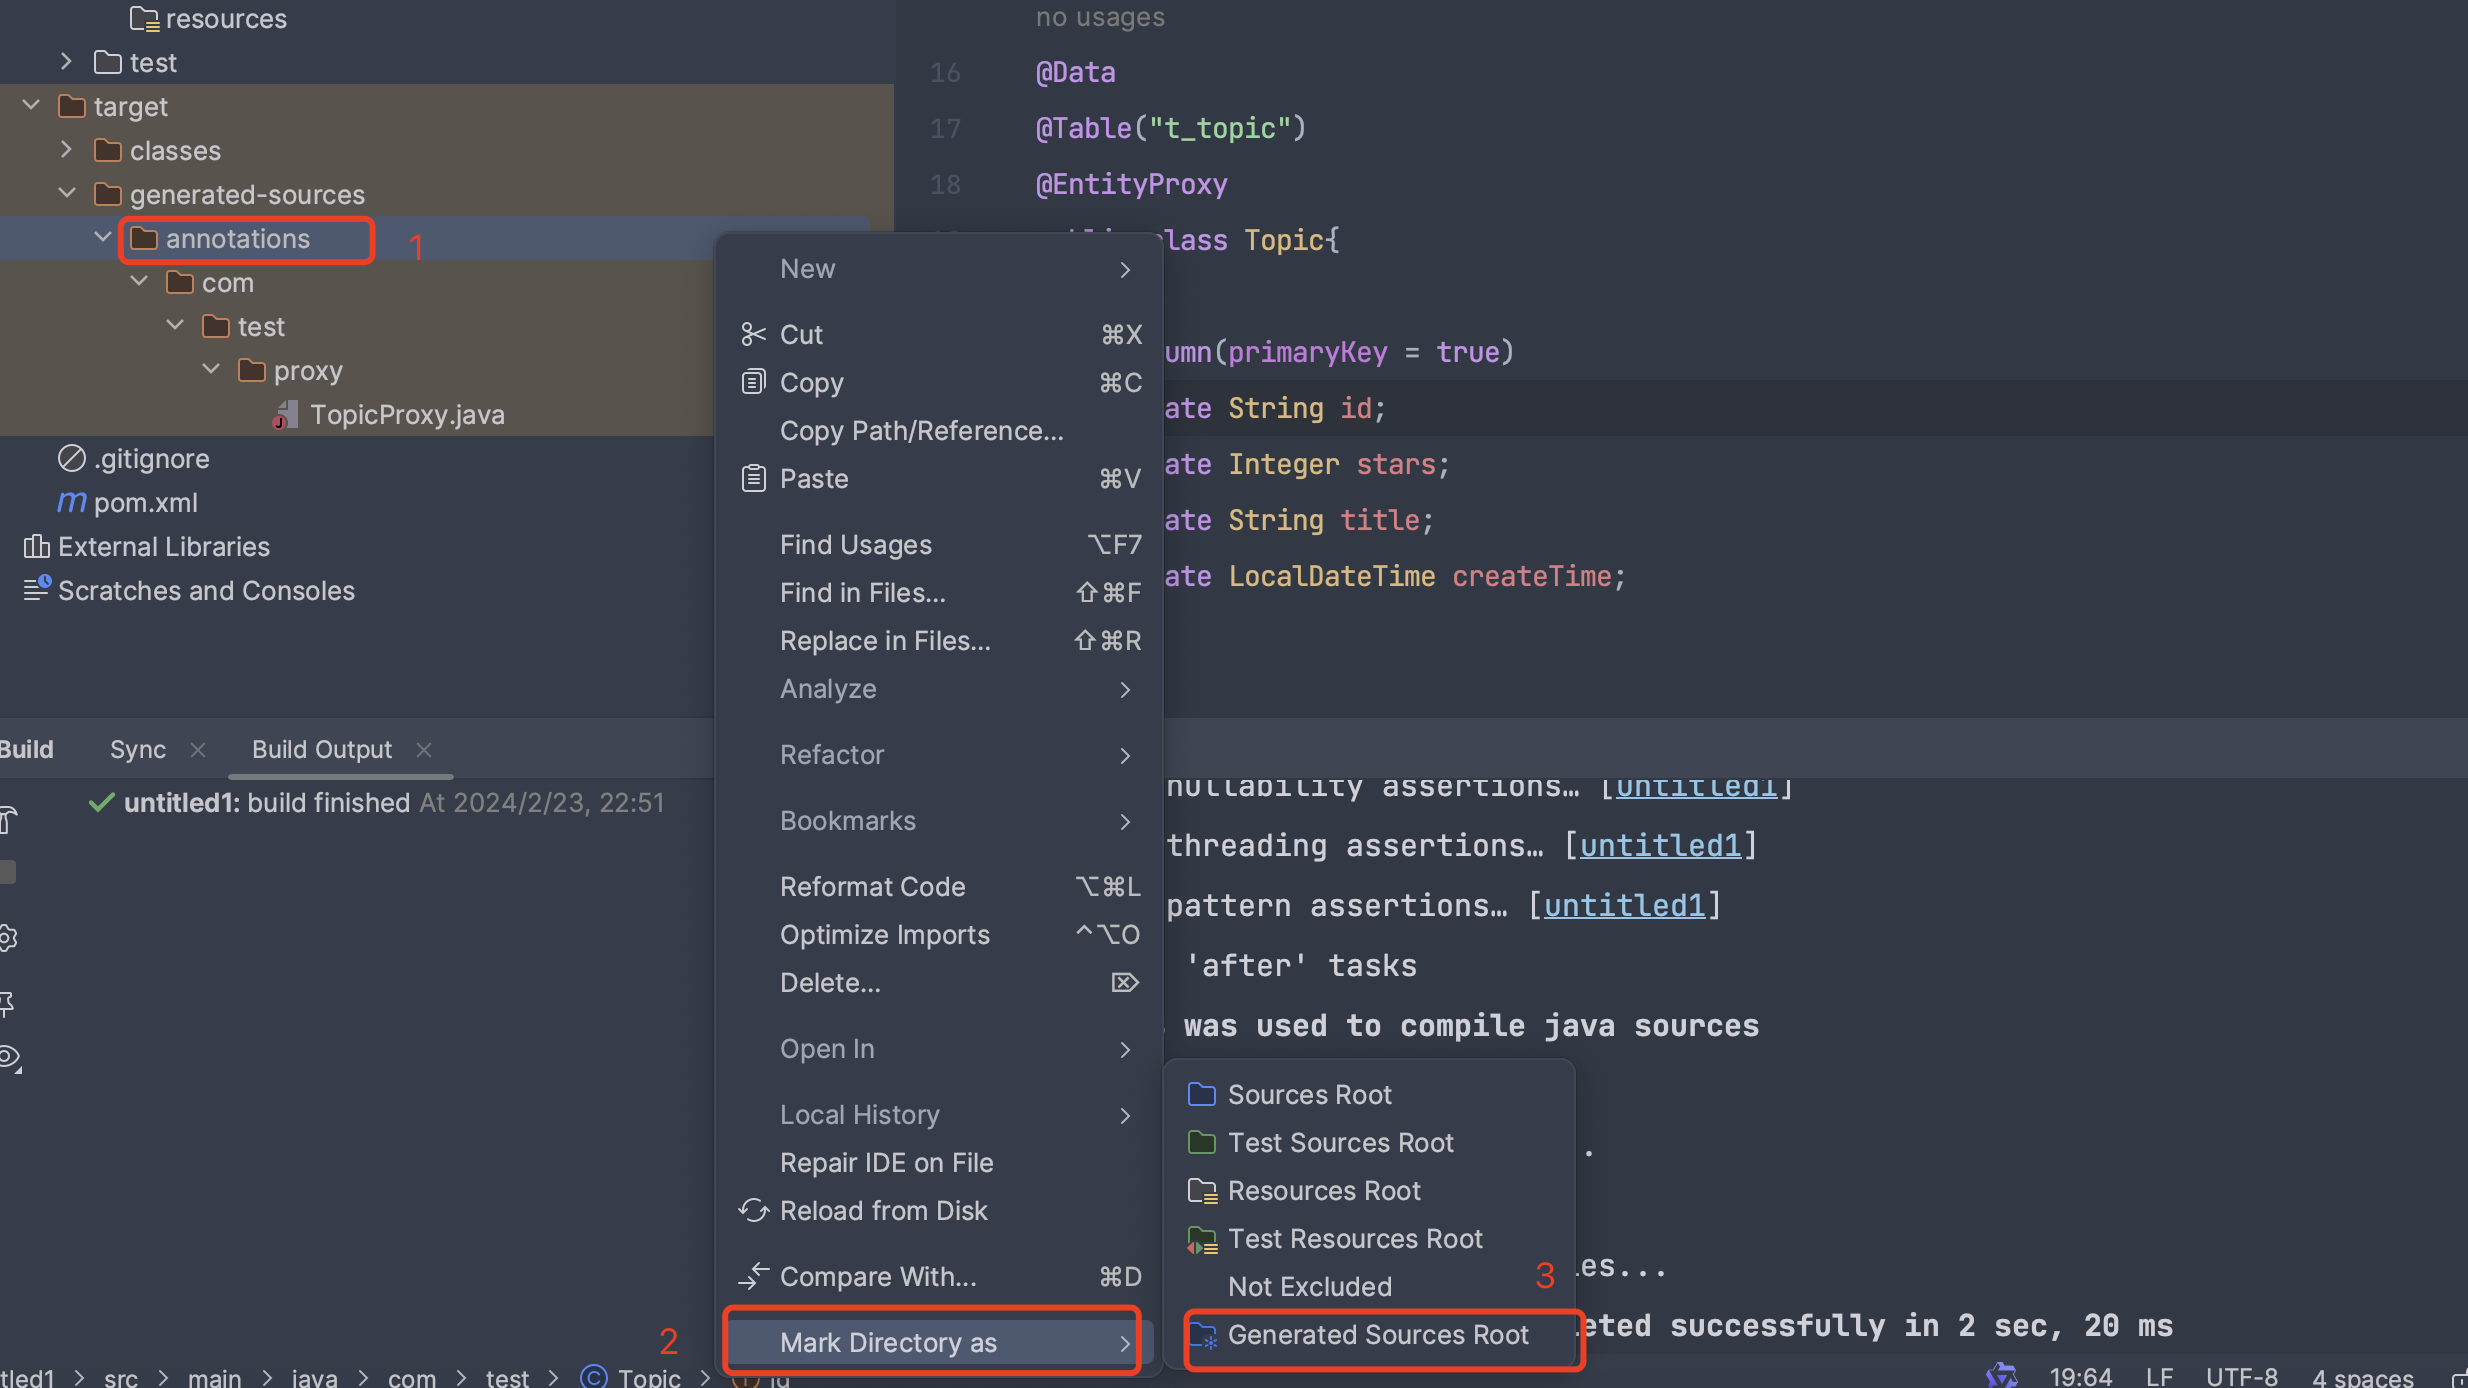 resources
test
target
classes
generated-sources
annotations
1
com
test
proxy
TopicProxy.java
.gitignore
pom.xml
External Libraries
Scratches and Consoles
no usages
16 @Data
17 @Table("t_topic")
18 @EntityProxy
class Topic{
umn(primaryKey = true)
ate String id;
ate Integer stars;
ate String title;
ate LocalDateTime createTime;
New
Cut ⌘X
Copy ⌘C
Copy Path/Reference...
Paste ⌘V
Find Usages ⌥F7
Find in Files... ⇧⌘F
Replace in Files... ⇧⌘R
Analyze
Refactor
Bookmarks
Reformat Code ⌥⌘L
Optimize Imports ^⌥O
Delete... ⌦
Open In
Local History
Repair IDE on File
Reload from Disk
Compare With... ⌘D
2 Mark Directory as
Sources Root
Test Sources Root
Resources Root
Test Resources Root
Not Excluded
3
Generated Sources Root
Build Sync Build Output
untitled1: build finished At 2024/2/23, 22:51
nullability assertions… [untitled1]
threading assertions… [untitled1]
pattern assertions… [untitled1]
'after' tasks
was used to compile java sources
.
es...
eted successfully in 2 sec, 20 ms
tled1 > src > main > java > com > test > Topic > id
19:64 LF UTF-8 4 spaces